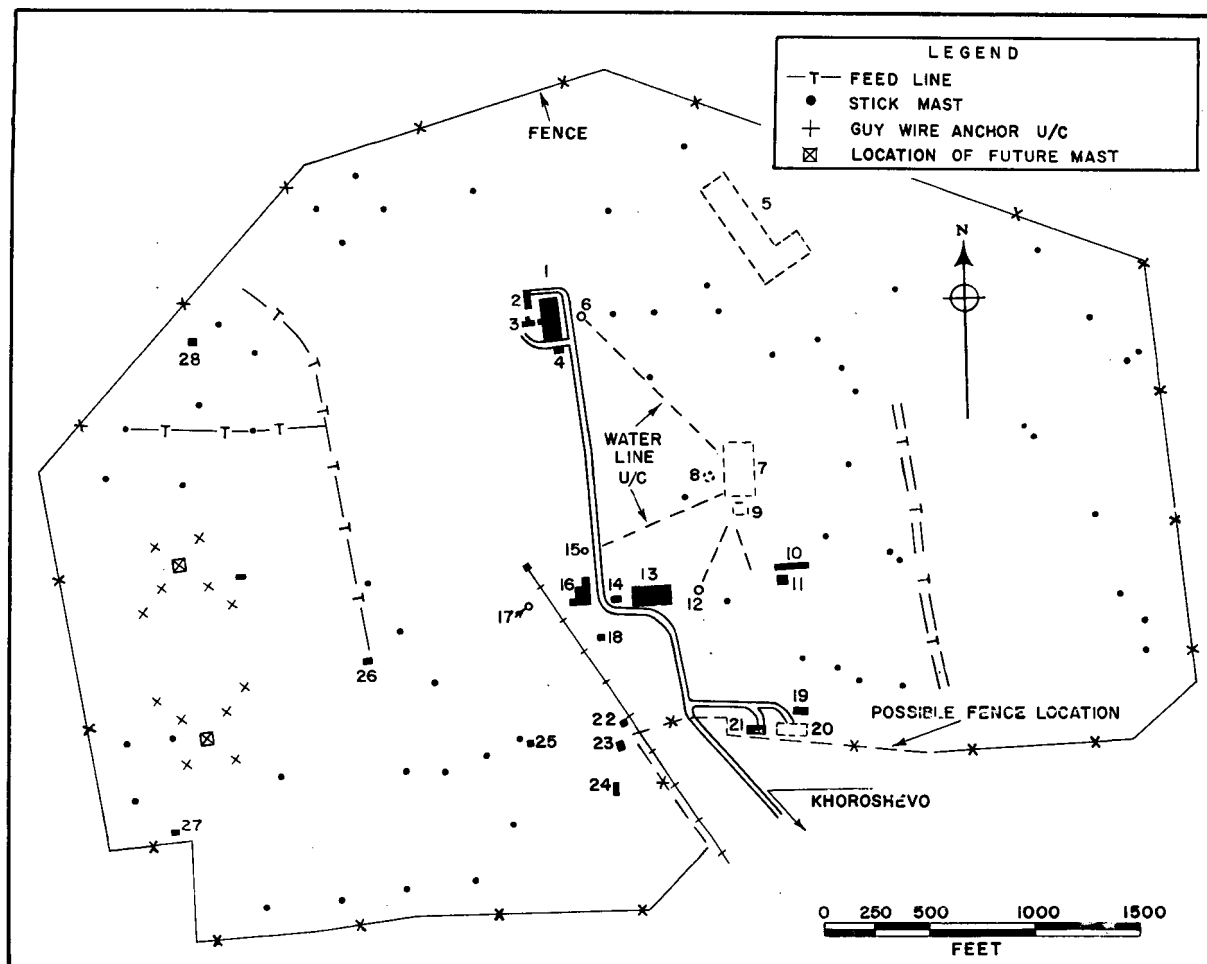 LEGEND
—T— FEED LINE
● STICK MAST
+ GUY WIRE ANCHOR U/C
⊠ LOCATION OF FUTURE MAST
FENCE
5
N
1
2
6
3
4
28
T
T
T
T T T
T
T
T
T
T
WATER
LINE
U/C
8
7
9
T
T
T
T
15
10
16
14
13
11
12
17
18
26
19
POSSIBLE FENCE LOCATION
22
21
20
25
23
24
KHOROSHEVO
27
0 250 500 1000 1500
FEET